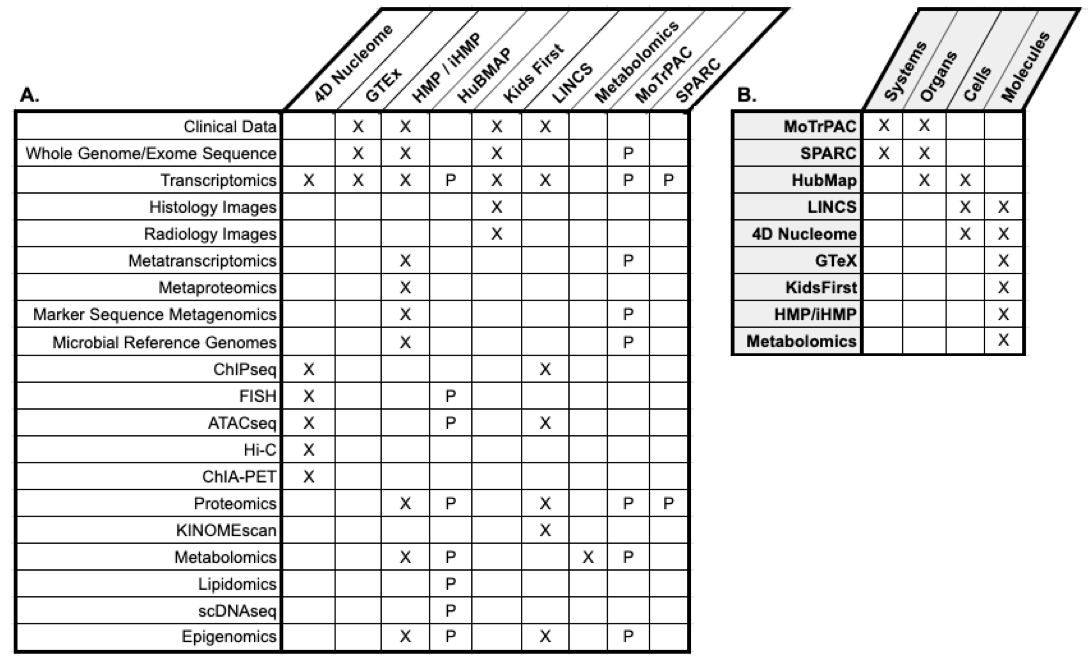 A.
4D Nucleome GTEx HMP / iHMP HuBMAP Kids First LINCS Metabolomics MoTrPAC SPARC
Clinical Data X X X X
Whole Genome/Exome Sequence X X X P
Transcriptomics X X X P X X P P
Histology Images X
Radiology Images X
Metatranscriptomics X P
Metaproteomics X
Marker Sequence Metagenomics X P
Microbial Reference Genomes X P
ChIPseq X X
FISH X P
ATACseq X P X
Hi-C X
ChIA-PET X
Proteomics X P X P P
KINOMEscan X
Metabolomics X P X P
Lipidomics P
scDNAseq P
Epigenomics X P X P
B.
Systems Organs Cells Molecules
MoTrPAC X X
SPARC X X
HubMap X X
LINCS X X
4D Nucleome X X
GTeX X
KidsFirst X
HMP/iHMP X
Metabolomics X